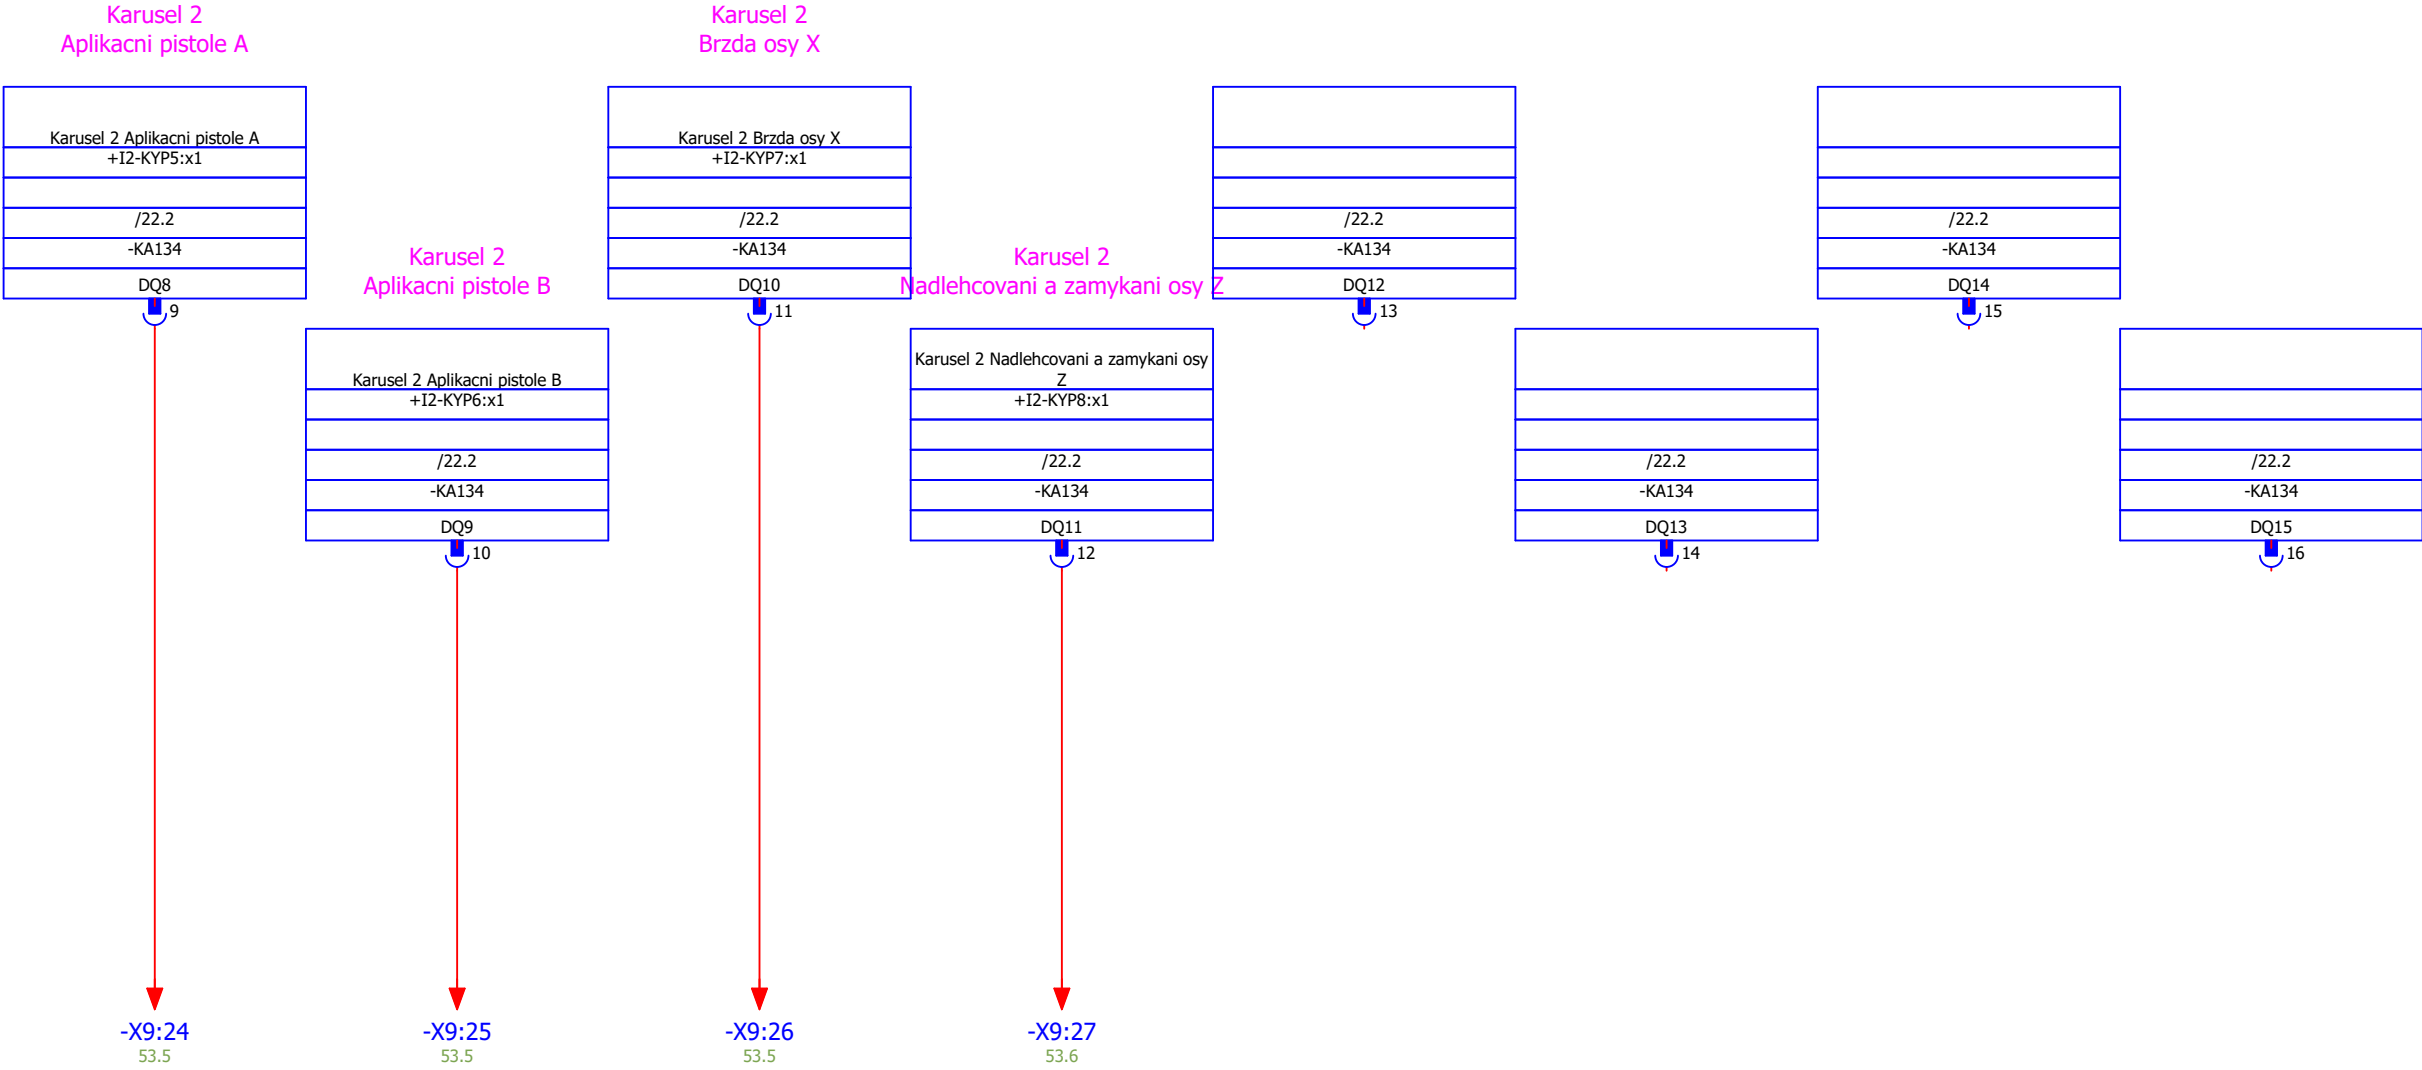 Karusel 2
Aplikacni pistole A
Karusel 2
Brzda osy X
Karusel 2 Aplikacni pistole A
+I2-KYP5:x1
/22.2
-KA134
DQ8
9
Karusel 2
Aplikacni pistole B
Karusel 2 Aplikacni pistole B
+I2-KYP6:x1
/22.2
-KA134
DQ9
10
Karusel 2 Brzda osy X
+I2-KYP7:x1
/22.2
-KA134
DQ10
11
Karusel 2
Nadlehcovani a zamykani osy Z
Karusel 2 Nadlehcovani a zamykani osy
Z
+I2-KYP8:x1
/22.2
-KA134
DQ11
12
/22.2
-KA134
DQ12
13
/22.2
-KA134
DQ13
14
/22.2
-KA134
DQ14
15
/22.2
-KA134
DQ15
16
-X9:24
53.5
-X9:25
53.5
-X9:26
53.5
-X9:27
53.6